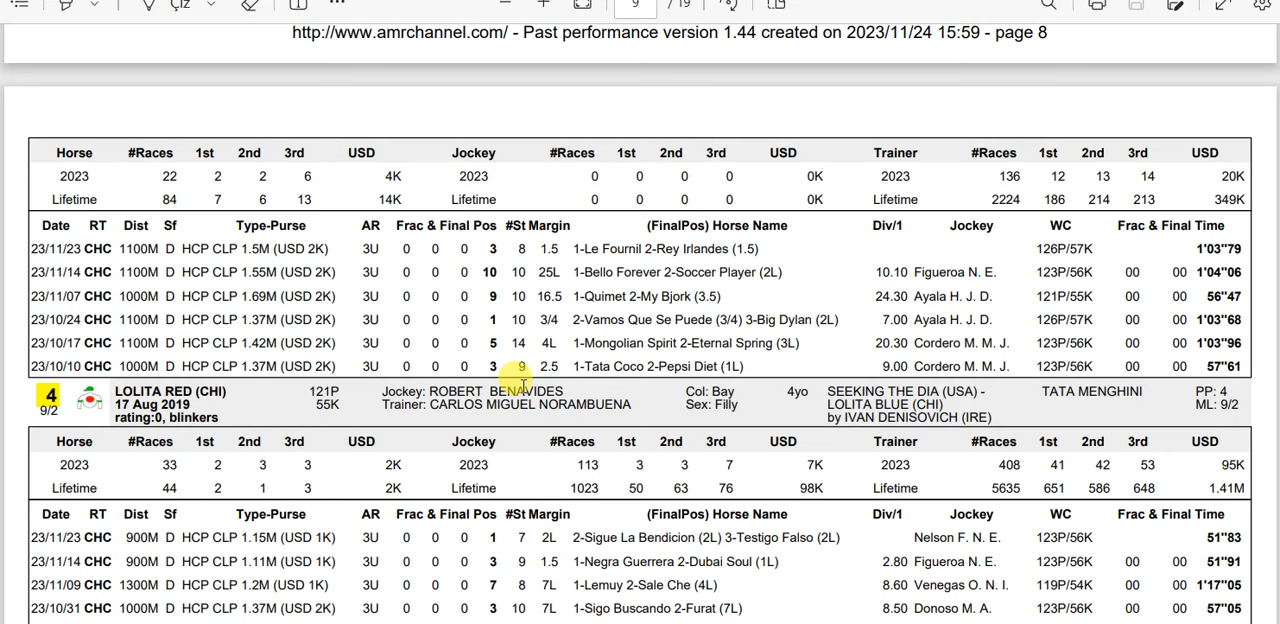 Çiz
9 / 19
http://www.amrchannel.com/ - Past performance version 1.44 created on 2023/11/24 15:59 - page 8
Horse #Races 1st 2nd 3rd USD Jockey #Races 1st 2nd 3rd USD Trainer #Races 1st 2nd 3rd USD
2023 22 2 2 6 4K 2023 0 0 0 0 0K 2023 136 12 13 14 20K
Lifetime 84 7 6 13 14K Lifetime 0 0 0 0 0K Lifetime 2224 186 214 213 349K
Date RT Dist Sf Type-Purse AR Frac & Final Pos #St Margin (FinalPos) Horse Name Div/1 Jockey WC Frac & Final Time
23/11/23 CHC 1100M D HCP CLP 1.5M (USD 2K) 3U 0 0 0 3 8 1.5 1-Le Fournil 2-Rey Irlandes (1.5) 126P/57K 1'03"79
23/11/14 CHC 1100M D HCP CLP 1.55M (USD 2K) 3U 0 0 0 10 10 25L 1-Bello Forever 2-Soccer Player (2L) 10.10 Figueroa N. E. 123P/56K 00 00 1'04"06
23/11/07 CHC 1000M D HCP CLP 1.69M (USD 2K) 3U 0 0 0 9 10 16.5 1-Quimet 2-My Bjork (3.5) 24.30 Ayala H. J. D. 121P/55K 00 00 56"47
23/10/24 CHC 1100M D HCP CLP 1.37M (USD 2K) 3U 0 0 0 1 10 3/4 2-Vamos Que Se Puede (3/4) 3-Big Dylan (2L) 7.00 Ayala H. J. D. 126P/57K 00 00 1'03"68
23/10/17 CHC 1100M D HCP CLP 1.42M (USD 2K) 3U 0 0 0 5 14 4L 1-Mongolian Spirit 2-Eternal Spring (3L) 20.30 Cordero M. M. J. 123P/56K 00 00 1'03"96
23/10/10 CHC 1000M D HCP CLP 1.37M (USD 2K) 3U 0 0 0 3 9 2.5 1-Tata Coco 2-Pepsi Diet (1L) 9.00 Cordero M. M. J. 123P/56K 00 00 57"61
4 LOLITA RED (CHI) 121P Jockey: ROBERT BENAVIDES Col: Bay 4yo SEEKING THE DIA (USA) - TATA MENGHINI PP: 4
9/2 17 Aug 2019 55K Trainer: CARLOS MIGUEL NORAMBUENA Sex: Filly LOLITA BLUE (CHI) ML: 9/2
rating:0, blinkers by IVAN DENISOVICH (IRE)
Horse #Races 1st 2nd 3rd USD Jockey #Races 1st 2nd 3rd USD Trainer #Races 1st 2nd 3rd USD
2023 33 2 3 3 2K 2023 113 3 3 7 7K 2023 408 41 42 53 95K
Lifetime 44 2 1 3 2K Lifetime 1023 50 63 76 98K Lifetime 5635 651 586 648 1.41M
Date RT Dist Sf Type-Purse AR Frac & Final Pos #St Margin (FinalPos) Horse Name Div/1 Jockey WC Frac & Final Time
23/11/23 CHC 900M D HCP CLP 1.15M (USD 1K) 3U 0 0 0 1 7 2L 2-Sigue La Bendicion (2L) 3-Testigo Falso (2L) Nelson F. N. E. 123P/56K 51"83
23/11/14 CHC 900M D HCP CLP 1.11M (USD 1K) 3U 0 0 0 3 9 1.5 1-Negra Guerrera 2-Dubai Soul (1L) 2.80 Figueroa N. E. 123P/56K 00 00 51"91
23/11/09 CHC 1300M D HCP CLP 1.2M (USD 1K) 3U 0 0 0 7 8 7L 1-Lemuy 2-Sale Che (4L) 8.60 Venegas O. N. I. 119P/54K 00 00 1'17"05
23/10/31 CHC 1000M D HCP CLP 1.37M (USD 2K) 3U 0 0 0 3 10 7L 1-Sigo Buscando 2-Furat (7L) 8.50 Donoso M. A. 123P/56K 00 00 57"05